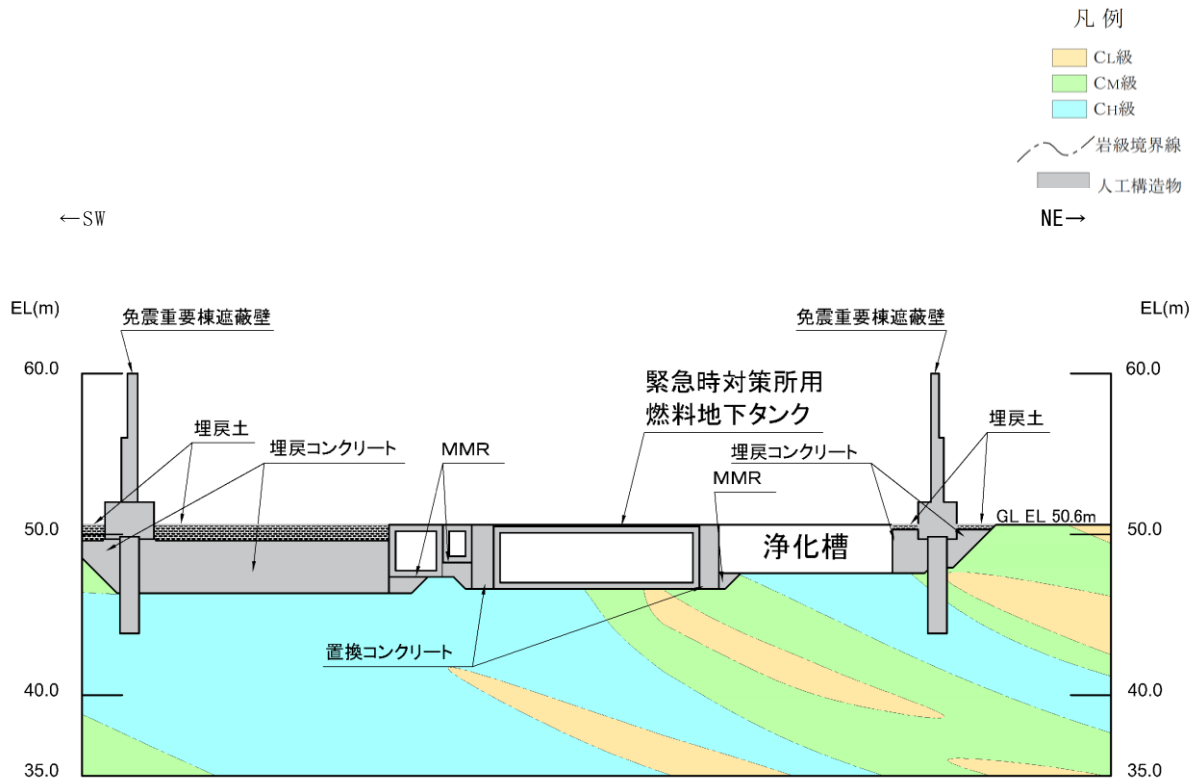 凡 例
CL級
CM級
CH級
岩級境界線
人工構造物
←SW
NE→
EL(m)
EL(m)
免震重要棟遮蔽壁
免震重要棟遮蔽壁
60.0
60.0
緊急時対策所用
燃料地下タンク
埋戻土
埋戻コンクリート
MMR
埋戻土
埋戻コンクリート
MMR
GL EL 50.6m
50.0
50.0
浄化槽
置換コンクリート
40.0
40.0
35.0
35.0